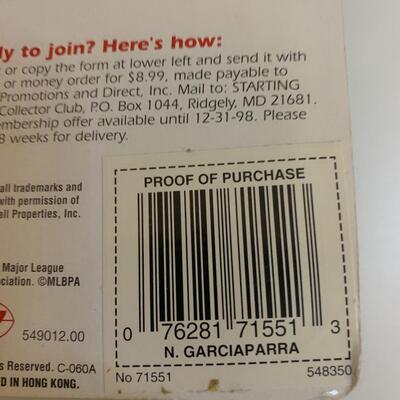 ly to join? Here's how:
or copy the form at lower left and send it with
or money order for $8.99, made payable to
Promotions and Direct, Inc. Mail to: STARTING
Collector Club, P.O. Box 1044, Ridgely, MD 21681.
mbership offer available until 12-31-98. Please
8 weeks for delivery.
all trademarks and
with permission of
all Properties, Inc.
Major League
ociation. ©MLBPA
549012.00
s Reserved. C-060A
D IN HONG KONG.
PROOF OF PURCHASE
0 76281 71551 3
N. GARCIAPARRA
No 71551
548350